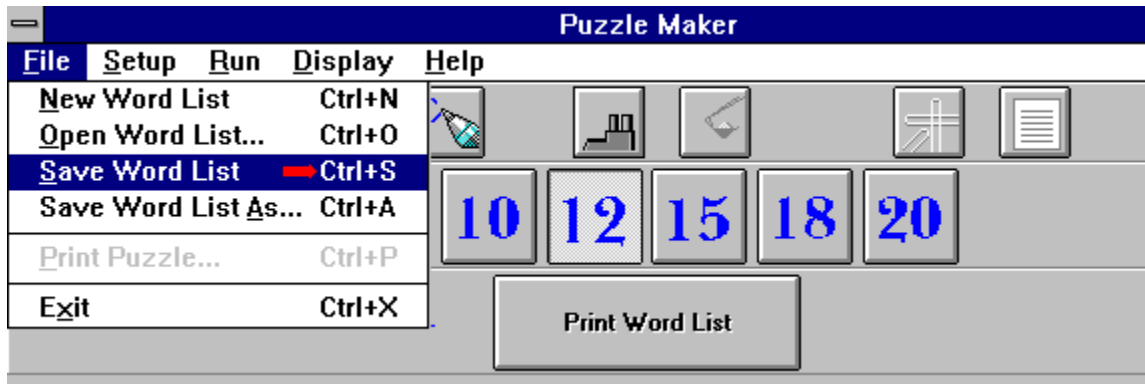 Puzzle Maker
File Setup Run Display Help
New Word List Ctrl+N
Open Word List... Ctrl+O
Save Word List Ctrl+S
Save Word List As... Ctrl+A
10 12 15 18 20
Print Puzzle... Ctrl+P
Exit Ctrl+X
Print Word List